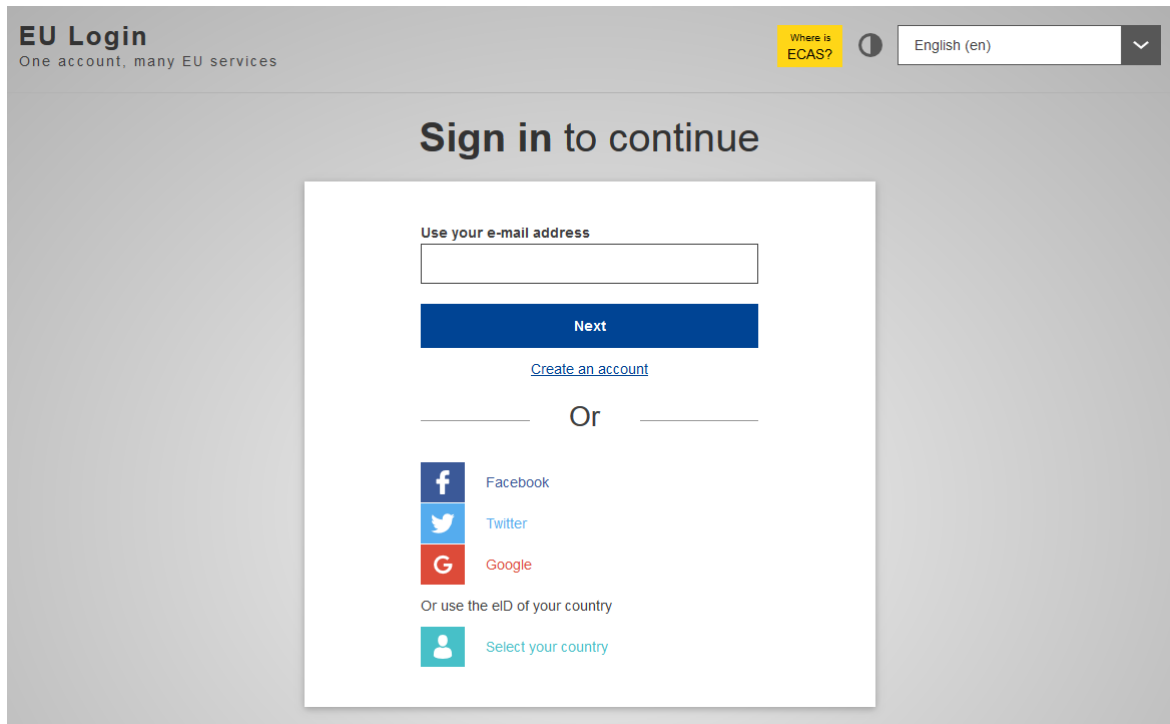 EU Login
One account, many EU services
Where is
ECAS?
English (en)
Sign in to continue
Use your e-mail address
Next
Create an account
Or
Facebook
Twitter
Google
Or use the eID of your country
Select your country